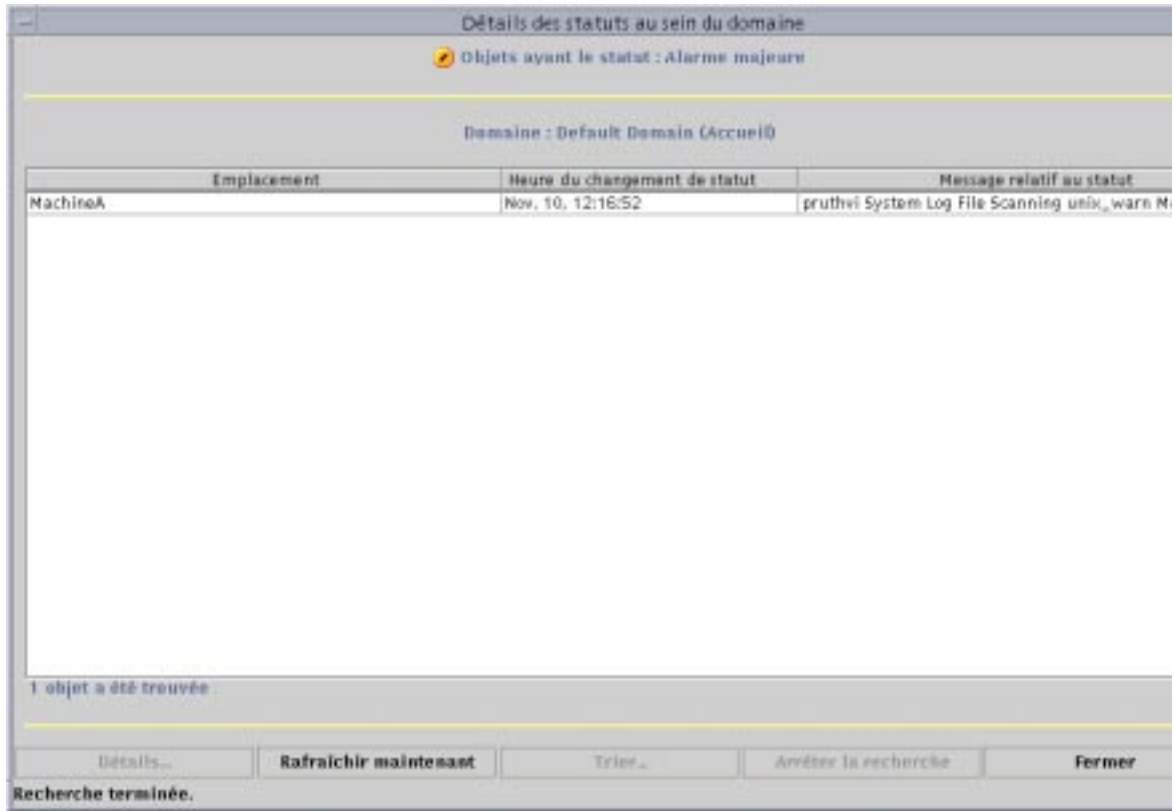 Détails des statuts au sein du domaine
Objets ayant le statut : Alarme majeure
Domaine : Default Domain (Accueil)
Emplacement Heure du changement de statut Message relatif au statut
MachineA Nov. 10, 12:16:52 pruthvi System Log File Scanning unix_warn
1 objet a été trouvée
Détails... Rafraîchir maintenant Trier... Arrêter la recherche Fermer
Recherche terminée.